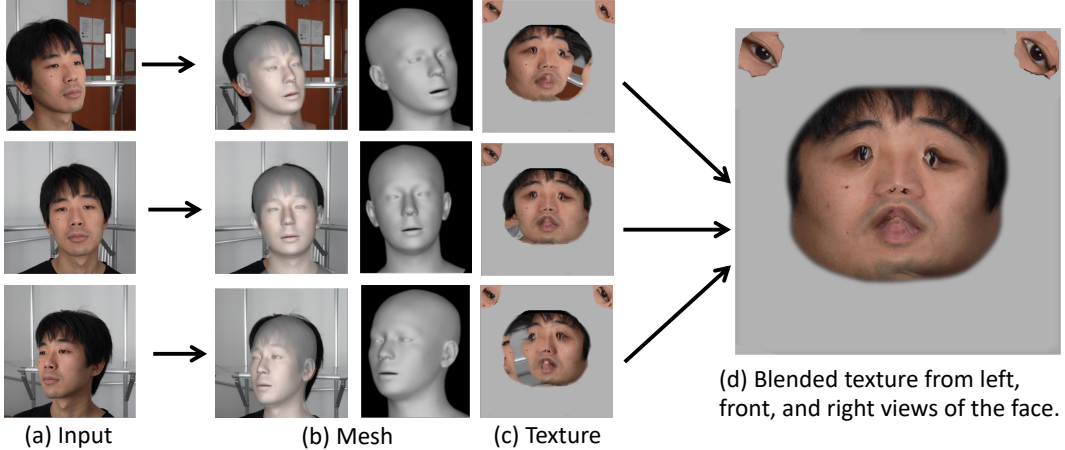 (a) Input
(b) Mesh
(c) Texture
(d) Blended texture from left,
front, and right views of the face.